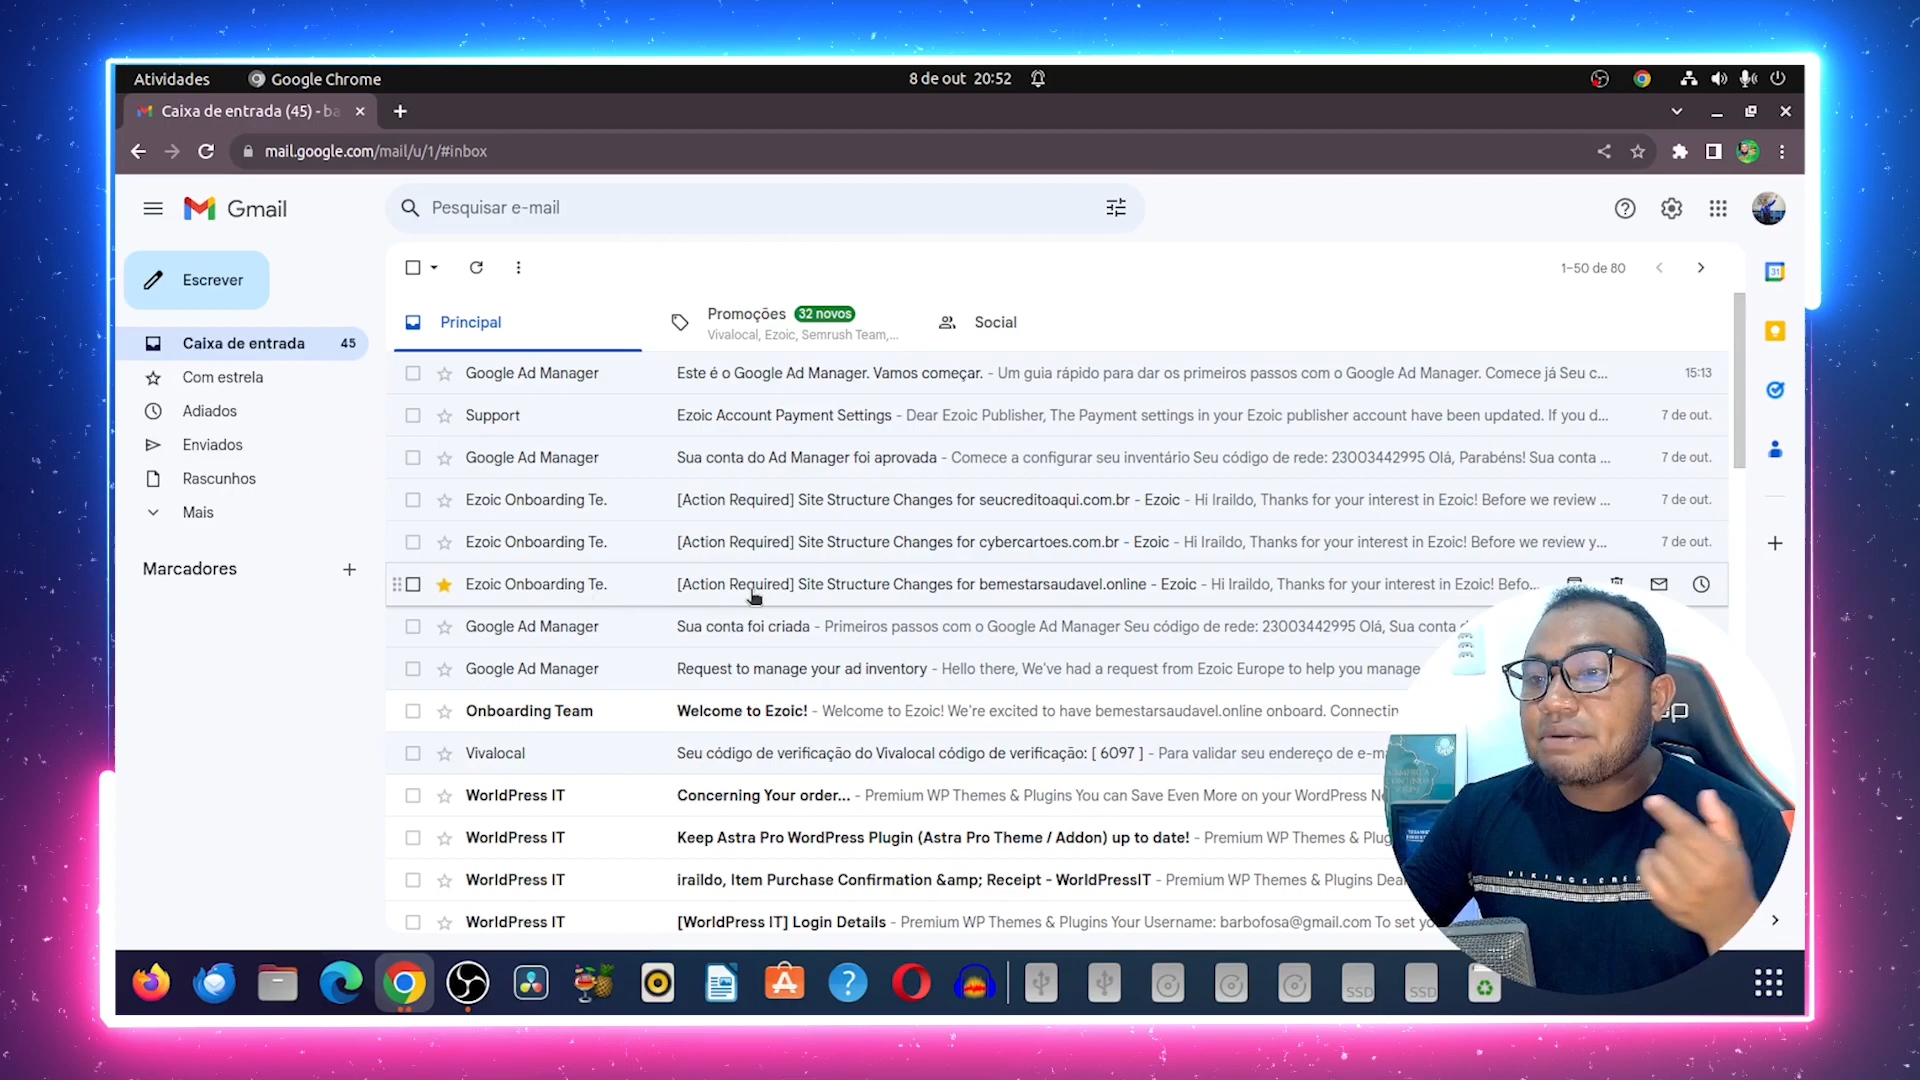 Atividades
Google Chrome
8 de out 20:52
Caixa de entrada (45) - ba
mail.google.com/mail/u/1/#inbox
Gmail
Pesquisar e-mail
Escrever
1–50 de 80
Caixa de entrada 45
Com estrela
Adiados
Enviados
Rascunhos
Mais
Marcadores
Principal
Promoções 32 novos
Vivalocal, Ezoic, Semrush Team,...
Social
Google Ad Manager Este é o Google Ad Manager. Vamos começar. - Um guia rápido para dar os primeiros passos com o Google Ad Manager. Comece já Seu c... 15:13
Support Ezoic Account Payment Settings - Dear Ezoic Publisher, The Payment settings in your Ezoic publisher account have been updated. If you d... 7 de out.
Google Ad Manager Sua conta do Ad Manager foi aprovada - Comece a configurar seu inventário Seu código de rede: 23003442995 Olá, Parabéns! Sua conta ... 7 de out.
Ezoic Onboarding Te. [Action Required] Site Structure Changes for seucreditoaqui.com.br - Ezoic - Hi Iraildo, Thanks for your interest in Ezoic! Before we review ... 7 de out.
Ezoic Onboarding Te. [Action Required] Site Structure Changes for cybercartoes.com.br - Ezoic - Hi Iraildo, Thanks for your interest in Ezoic! Before we review y... 7 de out.
Ezoic Onboarding Te. [Action Required] Site Structure Changes for bemestarsaudavel.online - Ezoic - Hi Iraildo, Thanks for your interest in Ezoic! Befo...
Google Ad Manager Sua conta foi criada - Primeiros passos com o Google Ad Manager Seu código de rede: 23003442995 Olá, Sua conta
Google Ad Manager Request to manage your ad inventory - Hello there, We've had a request from Ezoic Europe to help you manage
Onboarding Team Welcome to Ezoic! - Welcome to Ezoic! We're excited to have bemestarsaudavel.online onboard. Connectin
Vivalocal Seu código de verificação do Vivalocal código de verificação: [ 6097 ] - Para validar seu endereço de e-m
WorldPress IT Concerning Your order... - Premium WP Themes & Plugins You can Save Even More on your WordPress Ne
WorldPress IT Keep Astra Pro WordPress Plugin (Astra Pro Theme / Addon) up to date! - Premium WP Themes & Plug
WorldPress IT iraildo, Item Purchase Confirmation &amp; Receipt - WorldPressIT - Premium WP Themes & Plugins Dea
WorldPress IT [WorldPress IT] Login Details - Premium WP Themes & Plugins Your Username: barbofosa@gmail.com To set yo
31
SSD
SSD